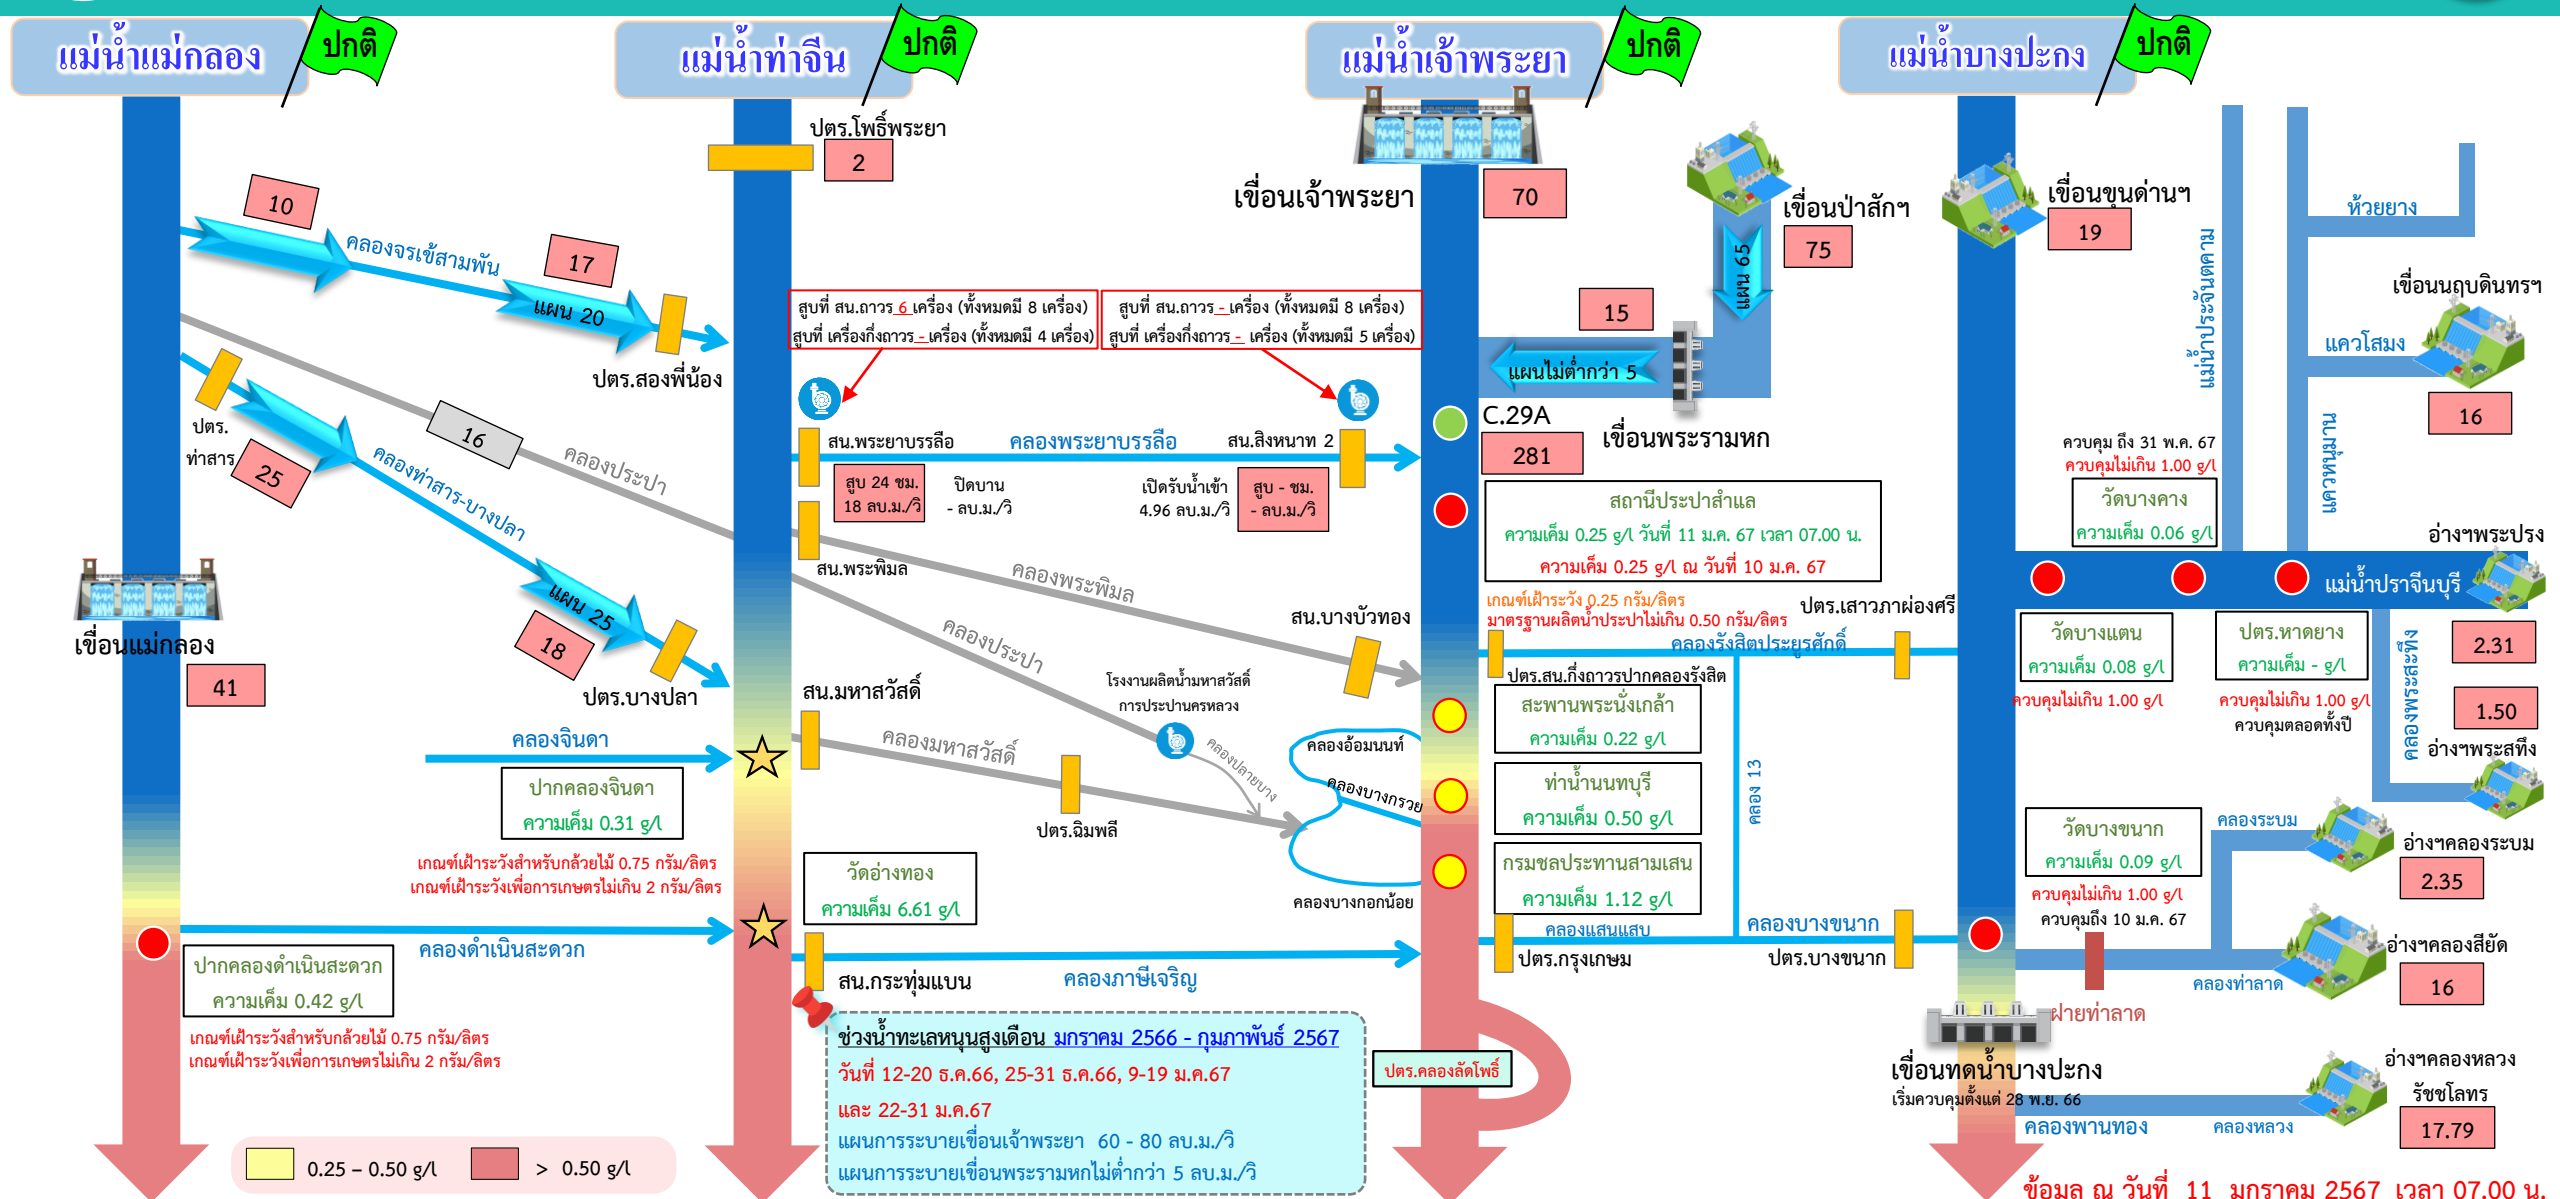 แม่น้ำแม่กลอง
ปกติ
แม่น้ำท่าจีน
ปกติ
แม่น้ำเจ้าพระยา
ปกติ
แม่น้ำบางปะกง
ปกติ
10
คลองจรเข้สามพัน
17
แผน 20
ปตร.สองพี่น้อง
16
คลองประปา
ปตร.
ท่าสาร
25
คลองท่าสาร-บางปลา
แผน 25
18
ปตร.บางปลา
เขื่อนแม่กลอง
41
คลองจินดา
ปากคลองจินดา
ความเค็ม 0.31 g/l
เกณฑ์เฝ้าระวังสำหรับกล้วยไม้ 0.75 กรัม/ลิตร
เกณฑ์เฝ้าระวังเพื่อการเกษตรไม่เกิน 2 กรัม/ลิตร
คลองดำเนินสะดวก
ปากคลองดำเนินสะดวก
ความเค็ม 0.42 g/l
เกณฑ์เฝ้าระวังสำหรับกล้วยไม้ 0.75 กรัม/ลิตร
เกณฑ์เฝ้าระวังเพื่อการเกษตรไม่เกิน 2 กรัม/ลิตร
0.25 – 0.50 g/l
> 0.50 g/l
ปตร.โพธิ์พระยา
2
สูบที่ สน.ถาวร 6 เครื่อง (ทั้งหมดมี 8 เครื่อง)
สูบที่ เครื่องกึ่งถาวร - เครื่อง (ทั้งหมดมี 4 เครื่อง)
สูบที่ สน.ถาวร - เครื่อง (ทั้งหมดมี 8 เครื่อง)
สูบที่ เครื่องกึ่งถาวร - เครื่อง (ทั้งหมดมี 5 เครื่อง)
สน.พระยาบรรลือ
คลองพระยาบรรลือ
สน.สิงหนาท 2
สูบ 24 ชม.
18 ลบ.ม./วิ
ปิดบาน
- ลบ.ม./วิ
เปิดรับน้ำเข้า
4.96 ลบ.ม./วิ
สูบ - ชม.
- ลบ.ม./วิ
สน.พระพิมล
คลองพระพิมล
สน.บางบัวทอง
คลองประปา
โรงงานผลิตน้ำมหาสวัสดิ์
การประปานครหลวง
สน.มหาสวัสดิ์
คลองมหาสวัสดิ์
คลองปลายบาง
ปตร.ฉิมพลี
คลองอ้อมนนท์
คลองบางกรวย
คลองบางกอกน้อย
วัดอ่างทอง
ความเค็ม 6.61 g/l
สน.กระทุ่มแบน
คลองภาษีเจริญ
ช่วงน้ำทะเลหนุนสูงเดือน มกราคม 2566 - กุมภาพันธ์ 2567
วันที่ 12-20 ธ.ค.66, 25-31 ธ.ค.66, 9-19 ม.ค.67
และ 22-31 ม.ค.67
แผนการระบายเขื่อนเจ้าพระยา 60 - 80 ลบ.ม./วิ
แผนการระบายเขื่อนพระรามหกไม่ต่ำกว่า 5 ลบ.ม./วิ
ปตร.คลองลัดโพธิ์
เขื่อนเจ้าพระยา
70
เขื่อนป่าสักฯ
75
แผน 65
15
แผนไม่ต่ำกว่า 5
เขื่อนพระรามหก
C.29A
281
สถานีประปาสำแล
ความเค็ม 0.25 g/l วันที่ 11 ม.ค. 67 เวลา 07.00 น.
ความเค็ม 0.25 g/l ณ วันที่ 10 ม.ค. 67
เกณฑ์เฝ้าระวัง 0.25 กรัม/ลิตร
มาตรฐานผลิตน้ำประปาไม่เกิน 0.50 กรัม/ลิตร
ปตร.เสาวภาผ่องศรี
คลองรังสิตประยูรศักดิ์
ปตร.สน.กึ่งถาวรปากคลองรังสิต
สะพานพระนั่งเกล้า
ความเค็ม 0.22 g/l
ท่าน้ำนนทบุรี
ความเค็ม 0.50 g/l
กรมชลประทานสามเสน
ความเค็ม 1.12 g/l
คลอง 13
คลองแสนแสบ
ปตร.กรุงเกษม
คลองบางขนาก
ปตร.บางขนาก
เขื่อนขุนด่านฯ
19
แม่น้ำประจันตคาม
ห้วยยาง
เขื่อนนฤบดินทรฯ
แควโสมง
16
แควหนุมาน
ควบคุม ถึง 31 พ.ค. 67
ควบคุมไม่เกิน 1.00 g/l
วัดบางคาง
ความเค็ม 0.06 g/l
อ่างฯพระปรง
แม่น้ำปราจีนบุรี
2.31
วัดบางแตน
ความเค็ม 0.08 g/l
ควบคุมไม่เกิน 1.00 g/l
ปตร.หาดยาง
ความเค็ม - g/l
ควบคุมไม่เกิน 1.00 g/l
ควบคุมตลอดทั้งปี
คลองพระสะทึง
1.50
อ่างฯพระสทึง
วัดบางขนาก
ความเค็ม 0.09 g/l
ควบคุมไม่เกิน 1.00 g/l
ควบคุมถึง 10 ม.ค. 67
คลองระบม
อ่างฯคลองระบม
2.35
อ่างฯคลองสียัด
16
คลองท่าลาด
ฝายท่าลาด
เขื่อนทดน้ำบางปะกง
เริ่มควบคุมตั้งแต่ 28 พ.ย. 66
คลองพานทอง
คลองหลวง
อ่างฯคลองหลวง
รัชชโลทร
17.79
ข้อมูล ณ วันที่ 11 มกราคม 2567 เวลา 07.00 น.